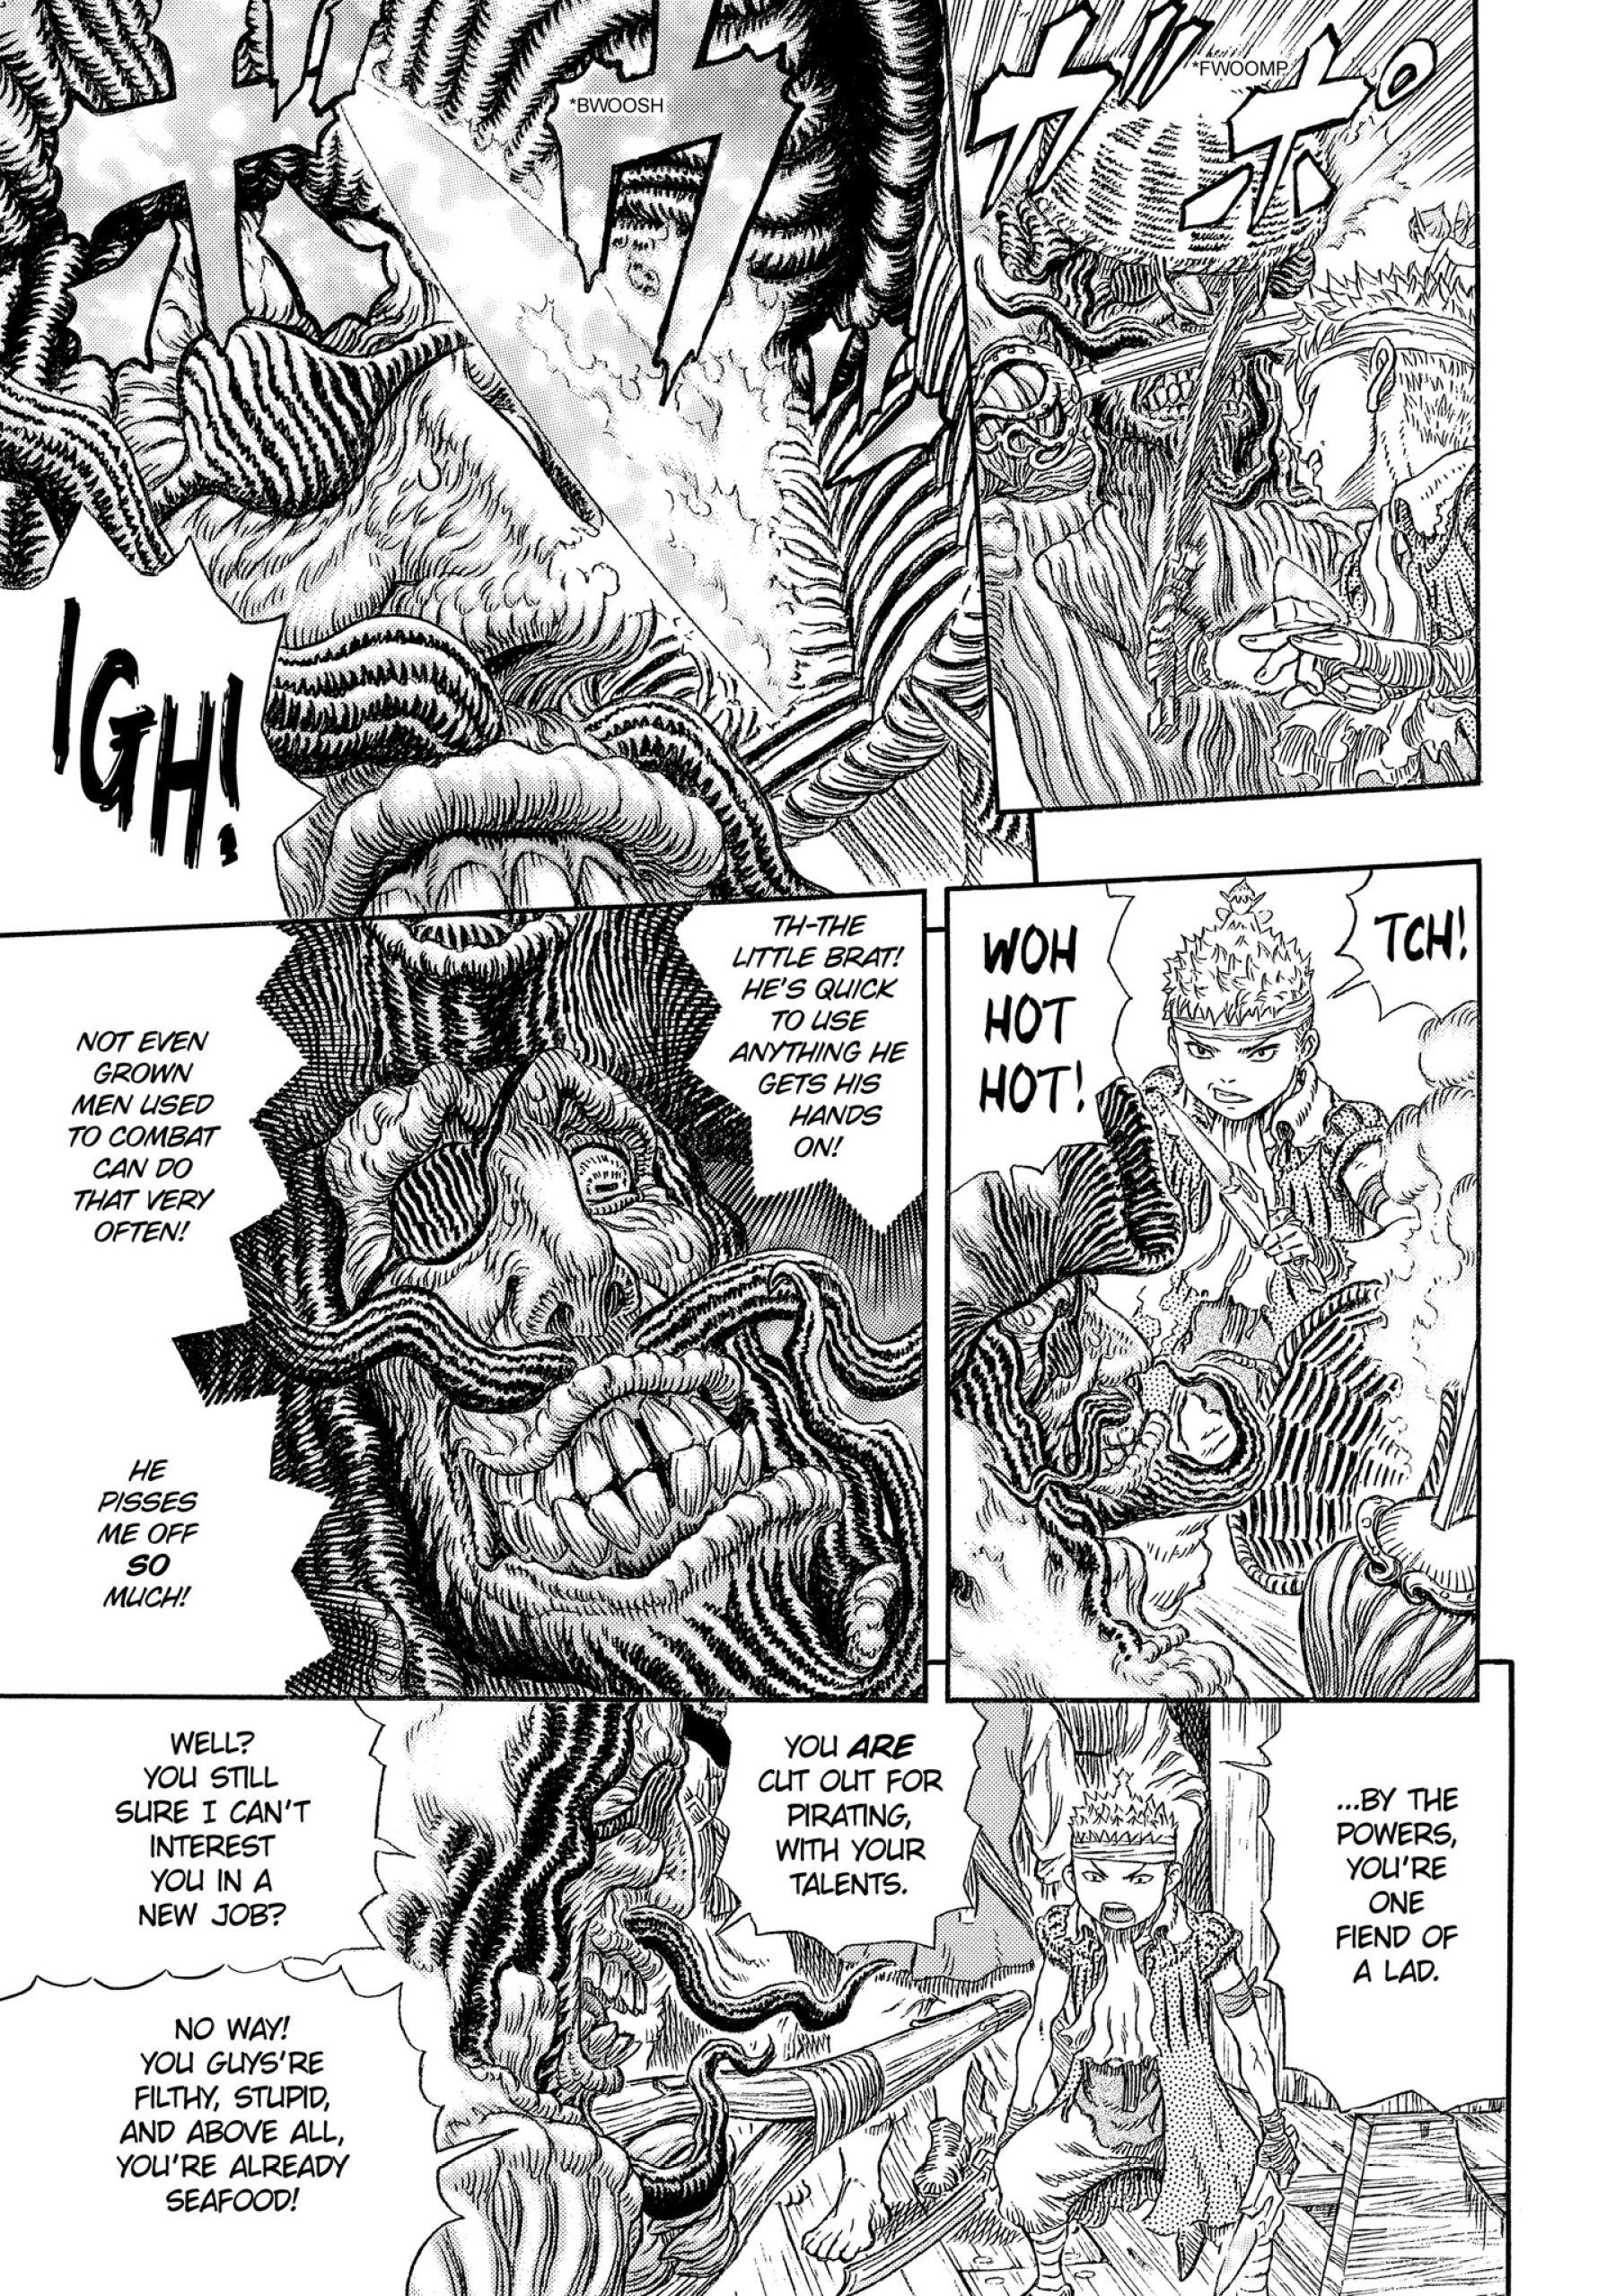 *FWOOMP
ガボッ
*BWOOSH
IGH!
TCH!
WOH
HOT
HOT!
TH-THE
LITTLE BRAT!
HE'S QUICK
TO USE
ANYTHING HE
GETS HIS
HANDS
ON!
NOT EVEN
GROWN
MEN USED
TO COMBAT
CAN DO
THAT VERY
OFTEN!
HE
PISSES
ME OFF
SO
MUCH!
...BY THE
POWERS,
YOU'RE
ONE
FIEND OF
A LAD.
YOU ARE
CUT OUT FOR
PIRATING,
WITH YOUR
TALENTS.
WELL?
YOU STILL
SURE I CAN'T
INTEREST
YOU IN A
NEW JOB?
NO WAY!
YOU GUYS'RE
FILTHY, STUPID,
AND ABOVE ALL,
YOU'RE ALREADY
SEAFOOD!